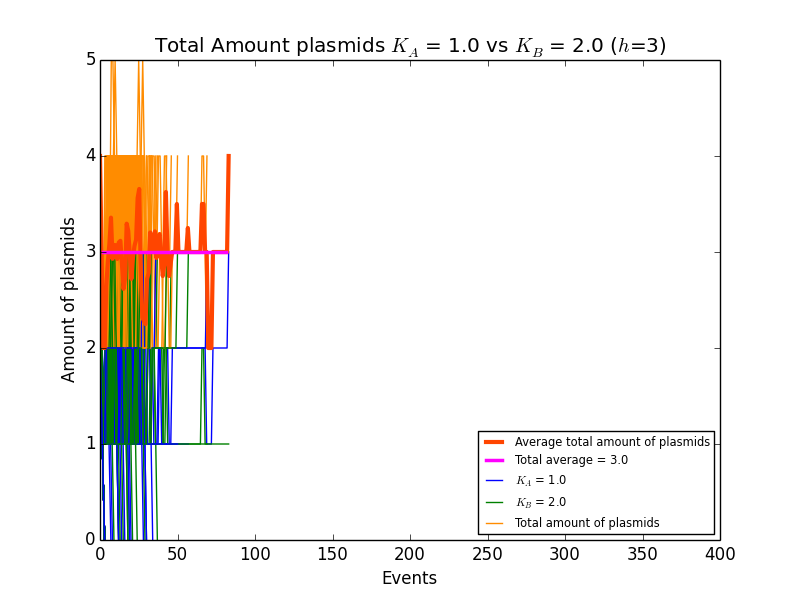 Total Amount plasmids K_A = 1.0 vs K_B = 2.0 (h=3)
5
4
3
2
1
0
Amount of plasmids
0 50 100 150 200 250 300 350 400
Events
Average total amount of plasmids
Total average = 3.0
K_A = 1.0
K_B = 2.0
Total amount of plasmids